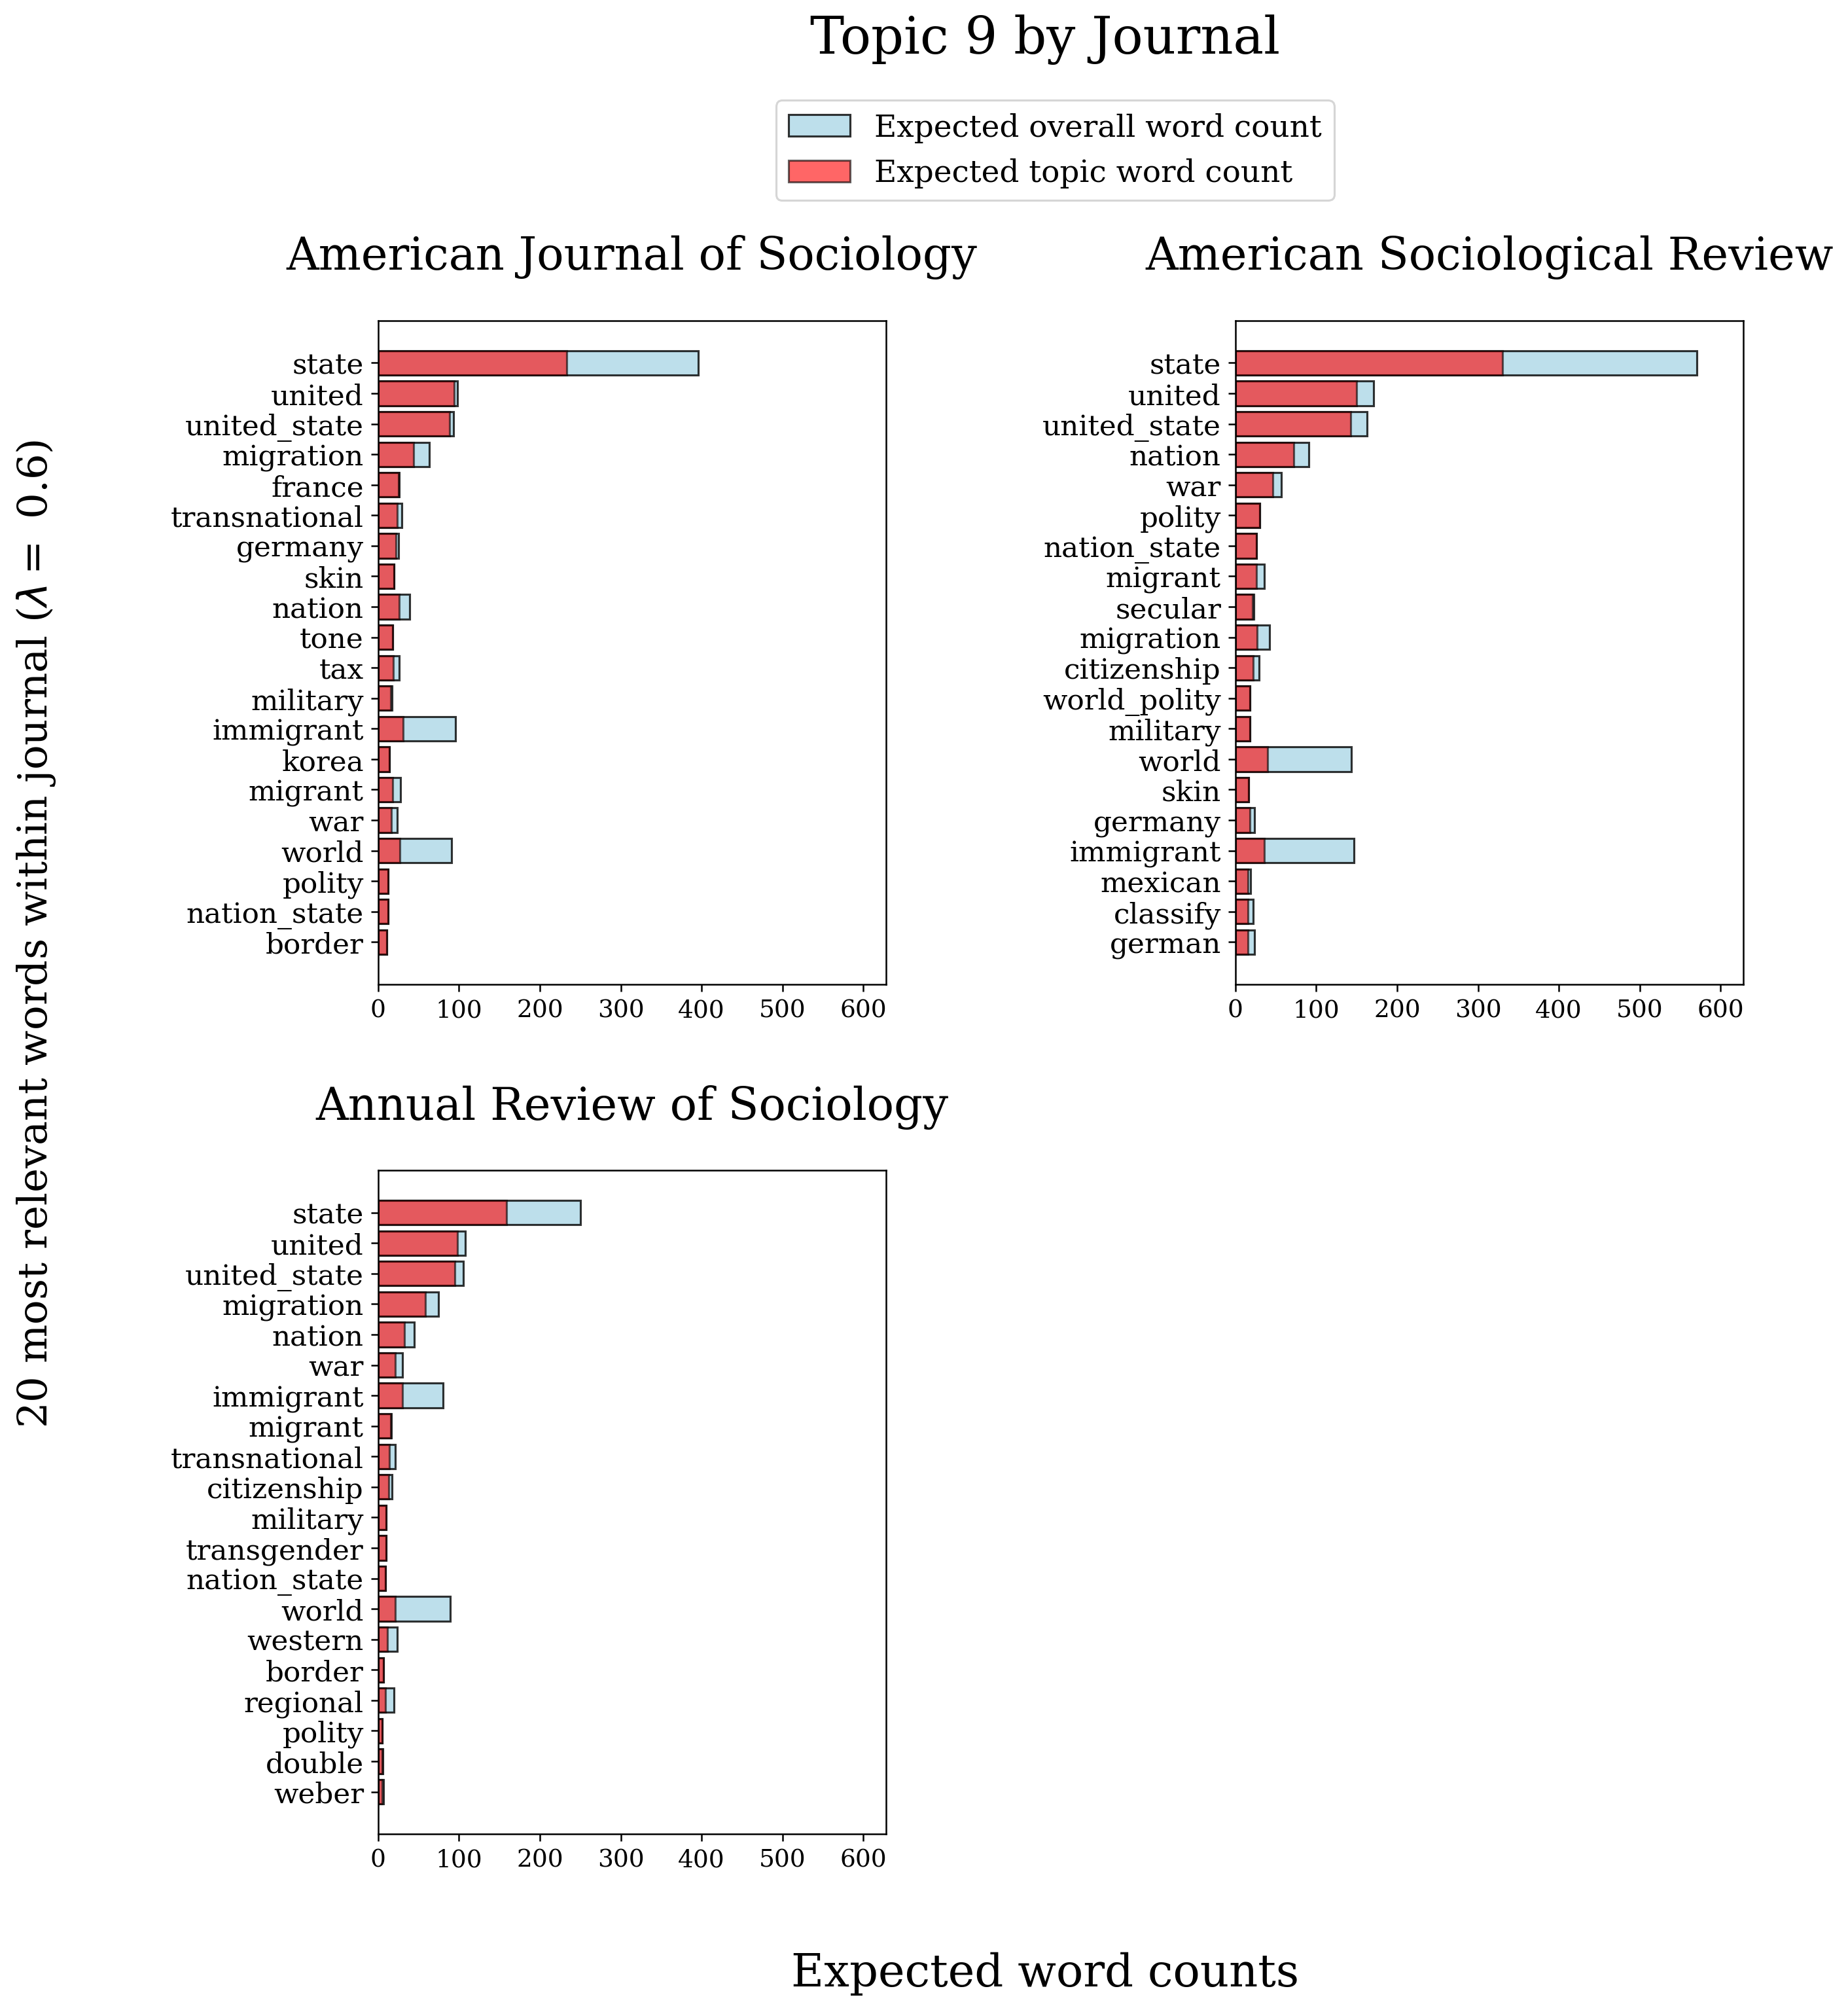 Topic 9 by Journal
Expected overall word count
Expected topic word count
20 most relevant words within journal (λ = 0.6)
American Journal of Sociology
state
united
united_state
migration
france
transnational
germany
skin
nation
tone
tax
military
immigrant
korea
migrant
war
world
polity
nation_state
border
0 100 200 300 400 500 600
American Sociological Review
state
united
united_state
nation
war
polity
nation_state
migrant
secular
migration
citizenship
world_polity
military
world
skin
germany
immigrant
mexican
classify
german
0 100 200 300 400 500 600
Annual Review of Sociology
state
united
united_state
migration
nation
war
immigrant
migrant
transnational
citizenship
military
transgender
nation_state
world
western
border
regional
polity
double
weber
0 100 200 300 400 500 600
Expected word counts